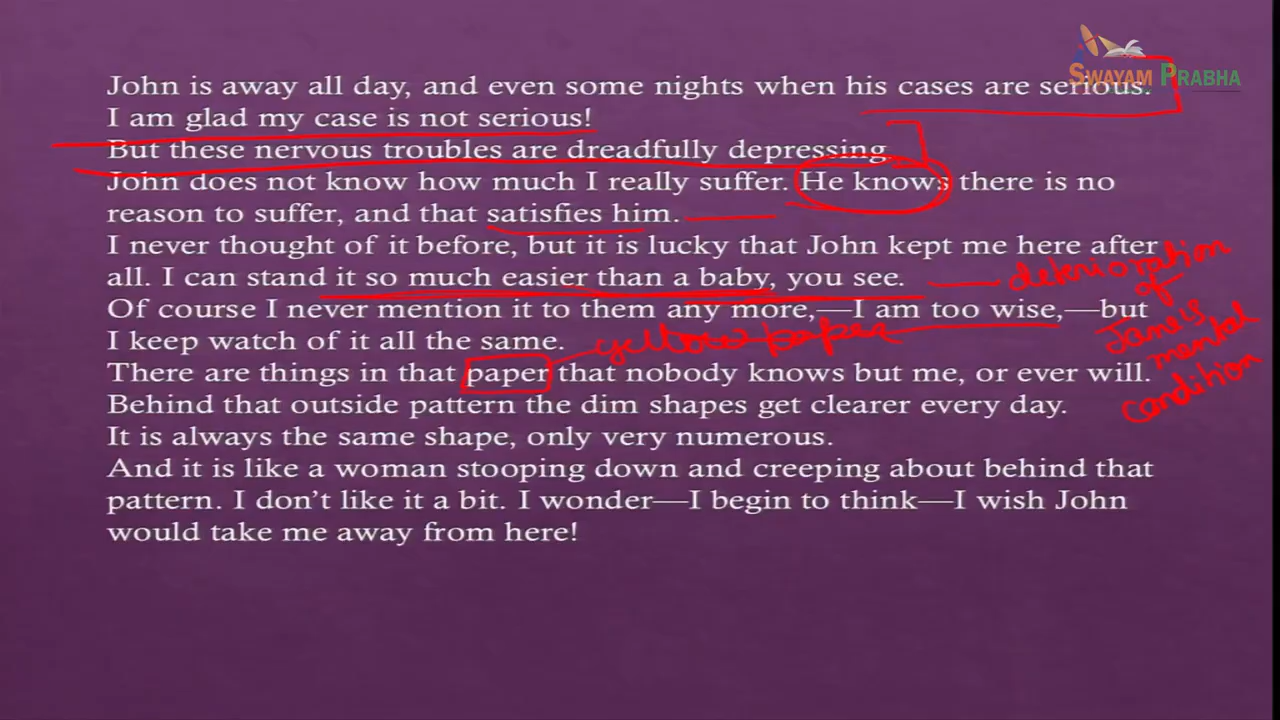 SWAYAM PRABHA
John is away all day, and even some nights when his cases are serious.
I am glad my case is not serious!
But these nervous troubles are dreadfully depressing.
John does not know how much I really suffer. He knows there is no
reason to suffer, and that satisfies him.
I never thought of it before, but it is lucky that John kept me here after
all. I can stand it so much easier than a baby, you see.
deterioration
of
Jane's
mental
condition
Of course I never mention it to them any more,—I am too wise,—but
I keep watch of it all the same.
yellow paper
There are things in that paper that nobody knows but me, or ever will.
Behind that outside pattern the dim shapes get clearer every day.
It is always the same shape, only very numerous.
And it is like a woman stooping down and creeping about behind that
pattern. I don't like it a bit. I wonder—I begin to think—I wish John
would take me away from here!